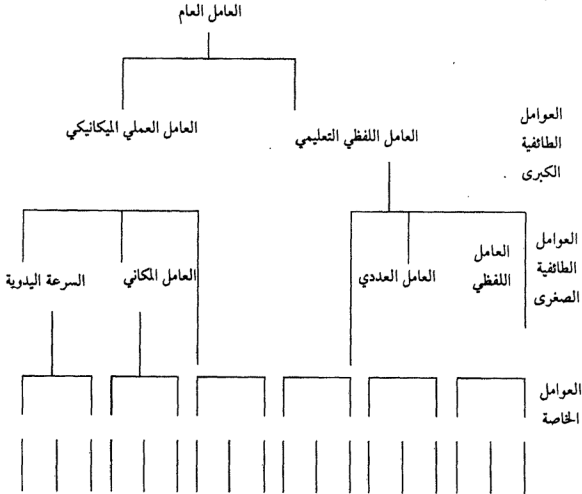 العامل العام
العوامل
الطائفية
الكبرى
العامل اللفظي التعليمي
العامل العملي الميكانيكي
العوامل
الطائفية
الصغرى
العامل
اللفظي
العامل العددي
العامل المكاني
السرعة اليدوية
العوامل
الخاصة